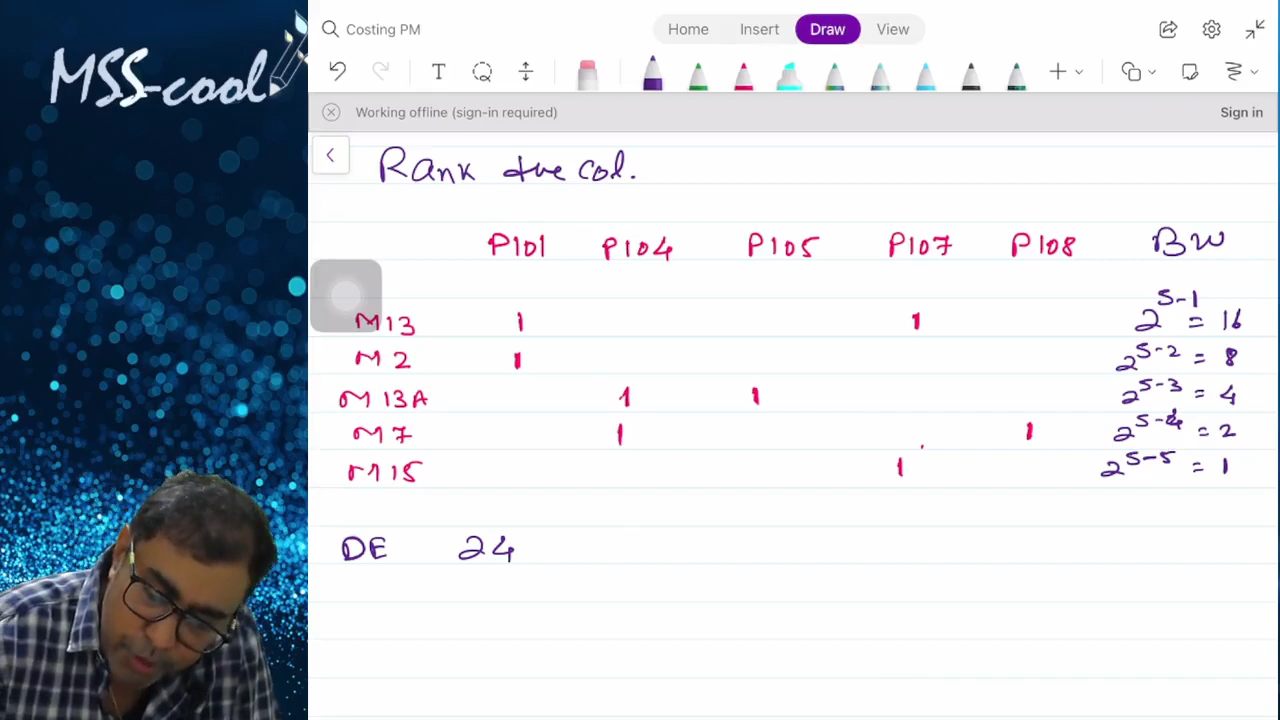 MSS-cool
Costing PM
Home Insert Draw View
T
Working offline (sign-in required) Sign in
Rank the col.
P101 P104 P105 P107 P108 BW
M13 1 1 2^5-1 = 16
M2 1 2^5-2 = 8
M13A 1 1 2^5-3 = 4
M7 1 1 2^5-4 = 2
M15 1 2^5-5 = 1
DE 24